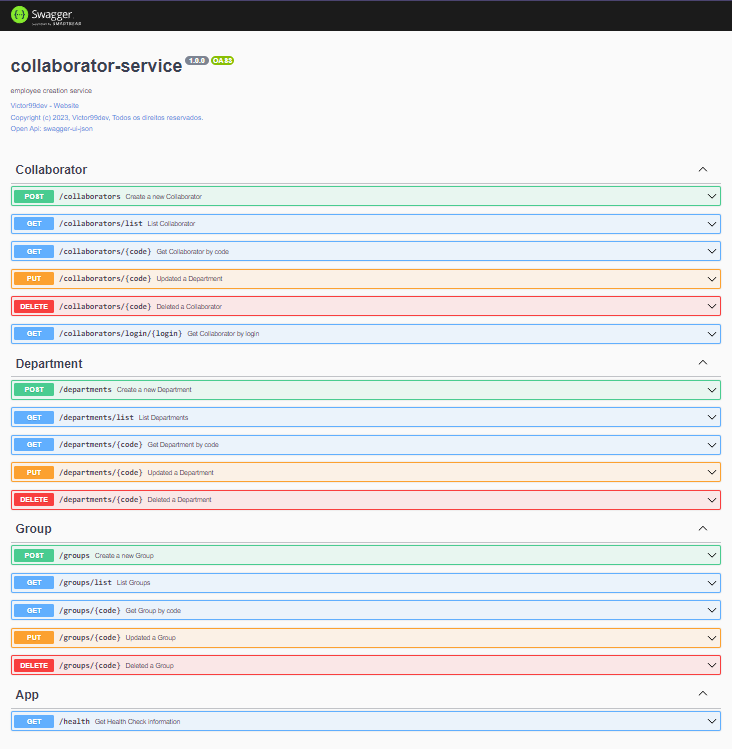 Swagger
supported by SMARTBEAR
collaborator-service 1.0.0 OAS3
employee creation service
Victor99dev - Website
Copyright (c) 2023, Victor99dev, Todos os direitos reservados.
Open Api: swagger-ui-json
Collaborator
POST /collaborators Create a new Collaborator
GET /collaborators/list List Collaborator
GET /collaborators/{code} Get Collaborator by code
PUT /collaborators/{code} Updated a Department
DELETE /collaborators/{code} Deleted a Collaborator
GET /collaborators/login/{login} Get Collaborator by login
Department
POST /departments Create a new Department
GET /departments/list List Departments
GET /departments/{code} Get Department by code
PUT /departments/{code} Updated a Department
DELETE /departments/{code} Deleted a Department
Group
POST /groups Create a new Group
GET /groups/list List Groups
GET /groups/{code} Get Group by code
PUT /groups/{code} Updated a Group
DELETE /groups/{code} Deleted a Group
App
GET /health Get Health Check information